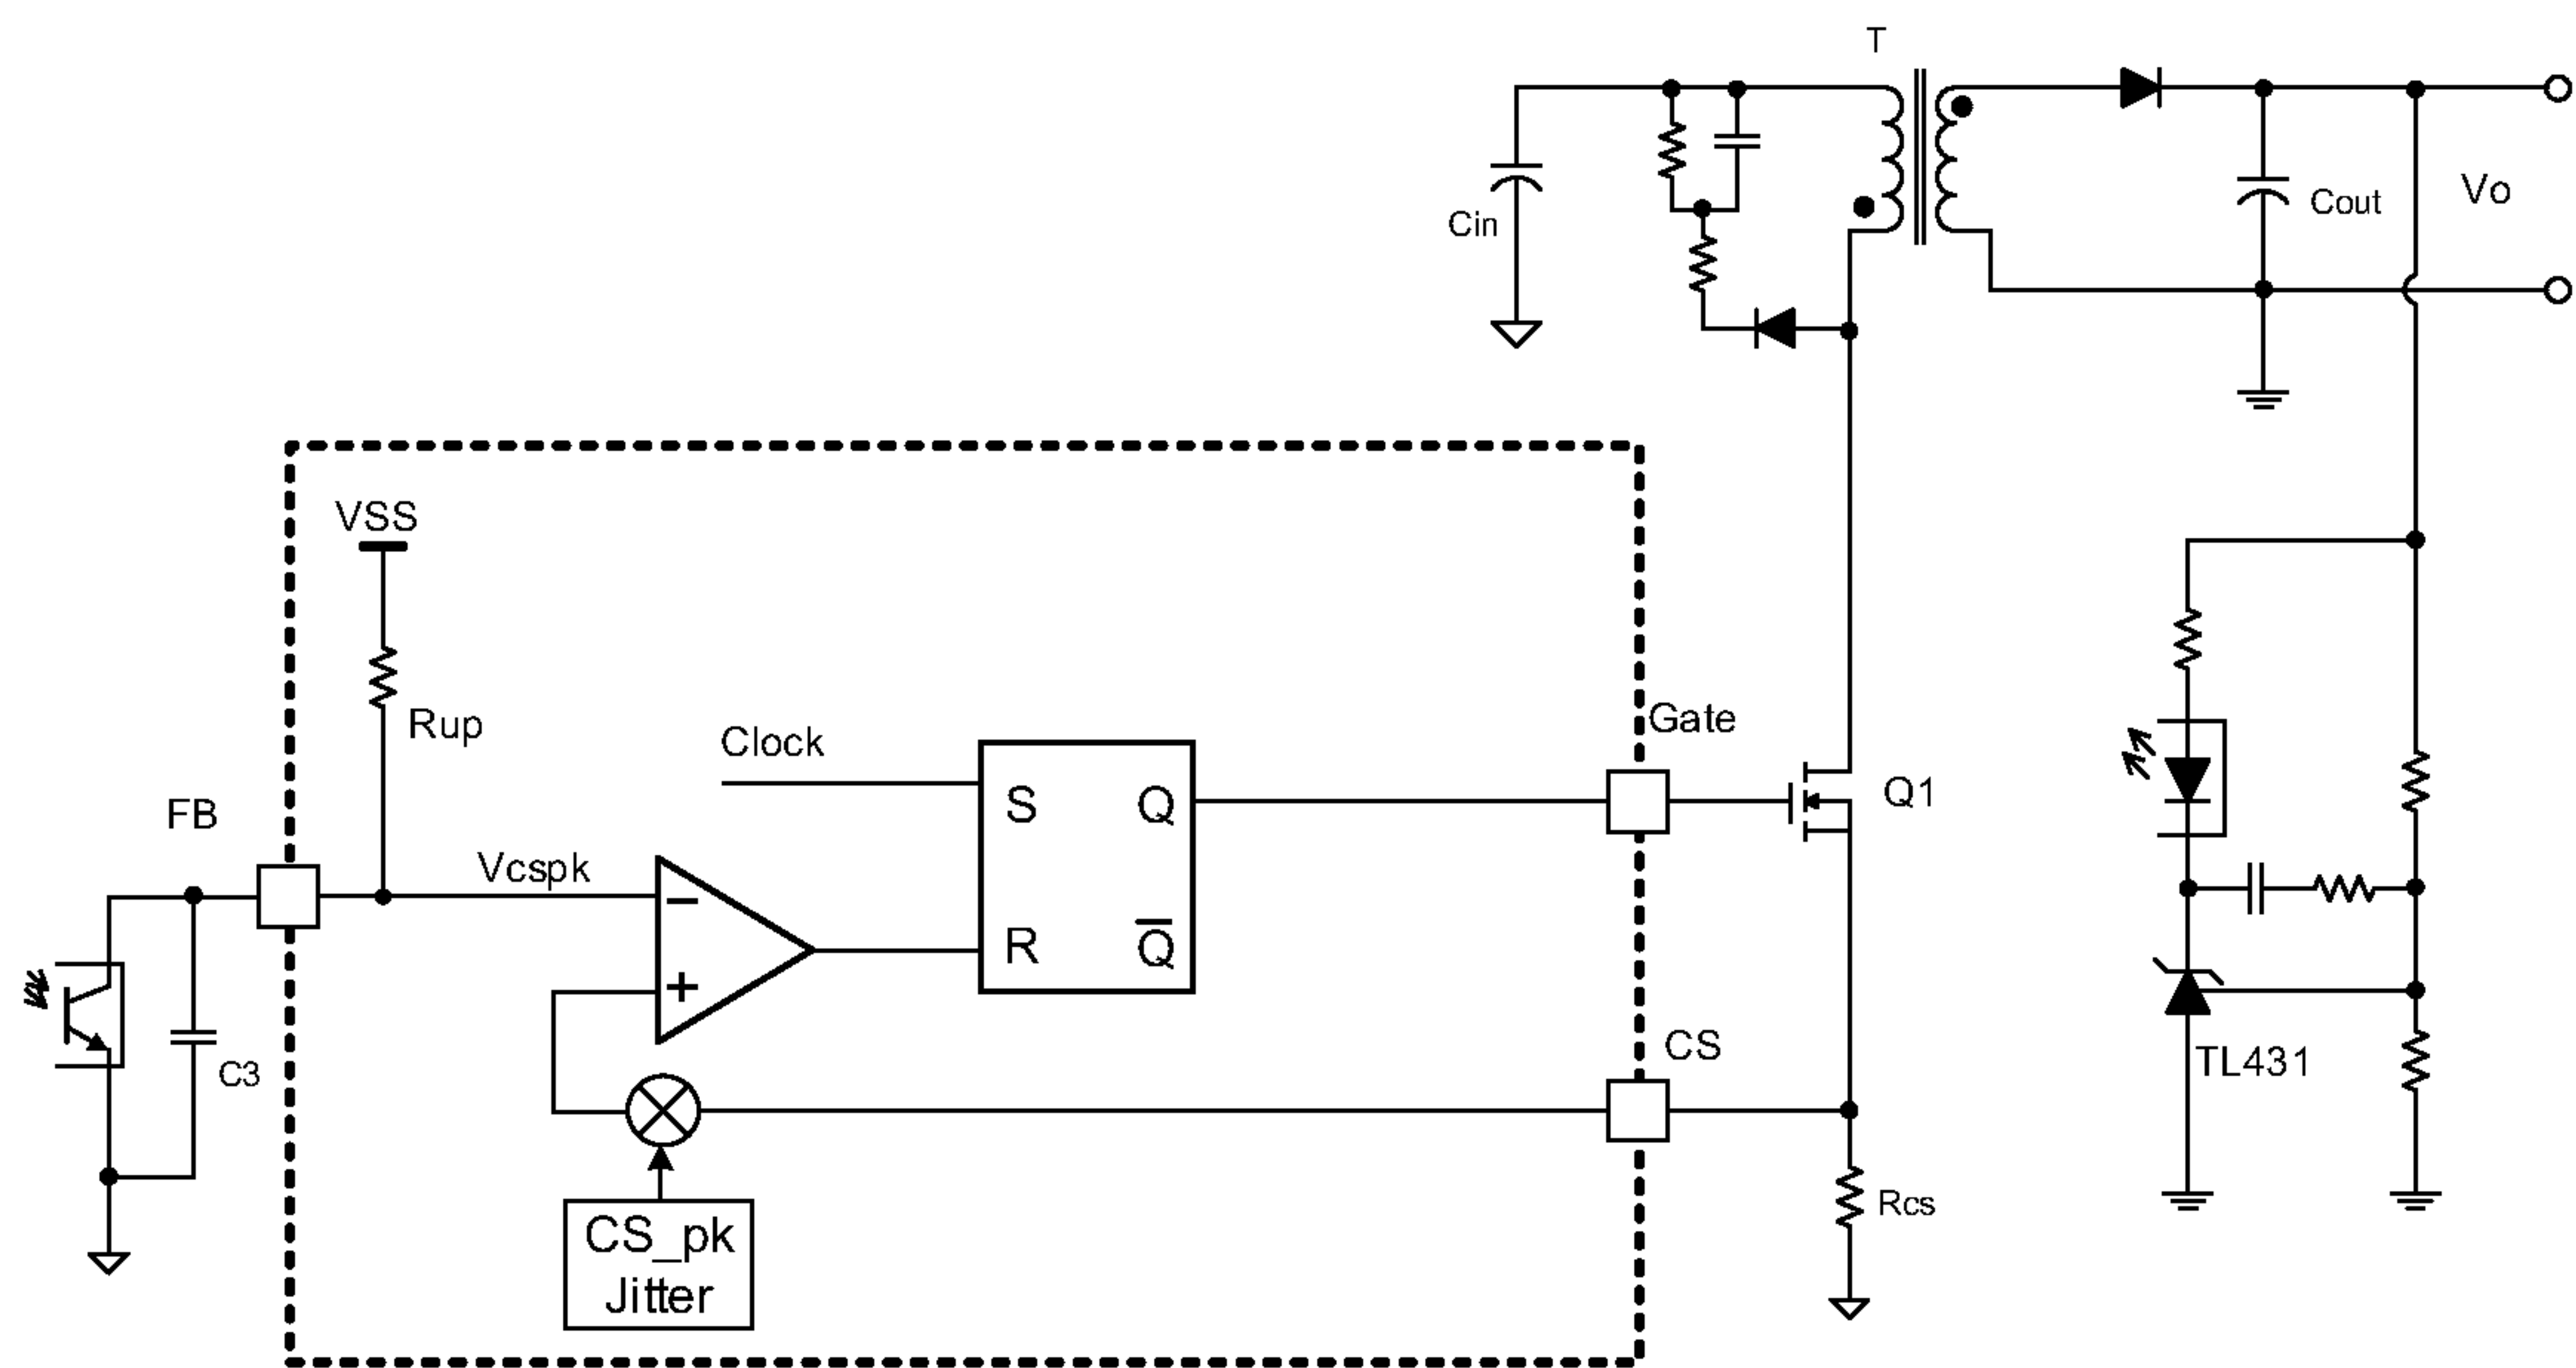 T
Cin
Cout
Vo
VSS
Rup
Clock
Gate
S
Q
Q1
FB
Vcspk
−
+
R
Q̅
CS
C3
TL431
CS_pk
Jitter
Rcs